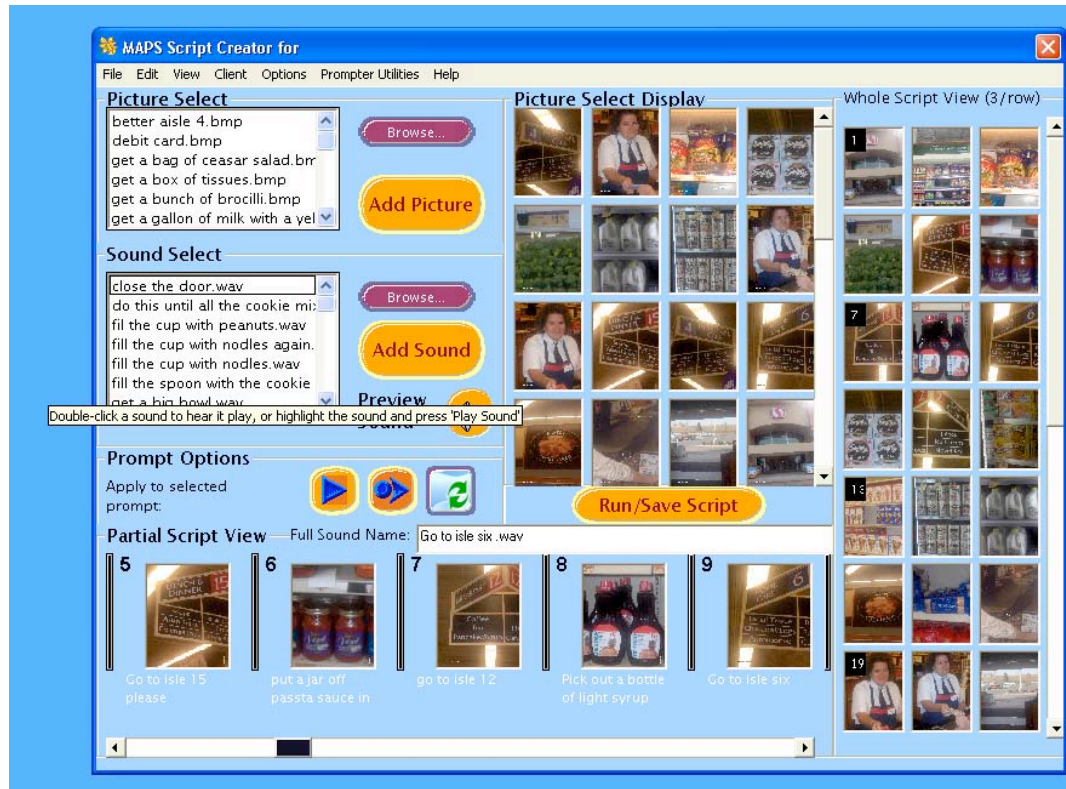 MAPS Script Creator for
File Edit View Client Options Prompter Utilities Help
Picture Select
better aisle 4.bmp
debit card.bmp
get a bag of ceasar salad.bm
get a box of tissues.bmp
get a bunch of brocilli.bmp
get a gallon of milk with a yel
Browse...
Add Picture
Sound Select
close the door.wav
do this until all the cookie mi
fill the cup with peanuts.wav
fill the cup with nodles again.
fill the cup with nodles.wav
fill the spoon with the cookie
get a big bowl.wav
Browse...
Add Sound
Preview
Double-click a sound to hear it play, or highlight the sound and press 'Play Sound'
Prompt Options
Apply to selected
prompt:
Picture Select Display
Run/Save Script
Whole Script View (3/row)
1
7
13
19
Partial Script View
Full Sound Name: Go to isle six .wav
5
LUNCH &
DINNER 15
Go to isle 15
please
6
put a jar off
passta sauce in
7
12
Coffee
go to isle 12
8
Pick out a bottle
of light syrup
9
6
Go to isle six